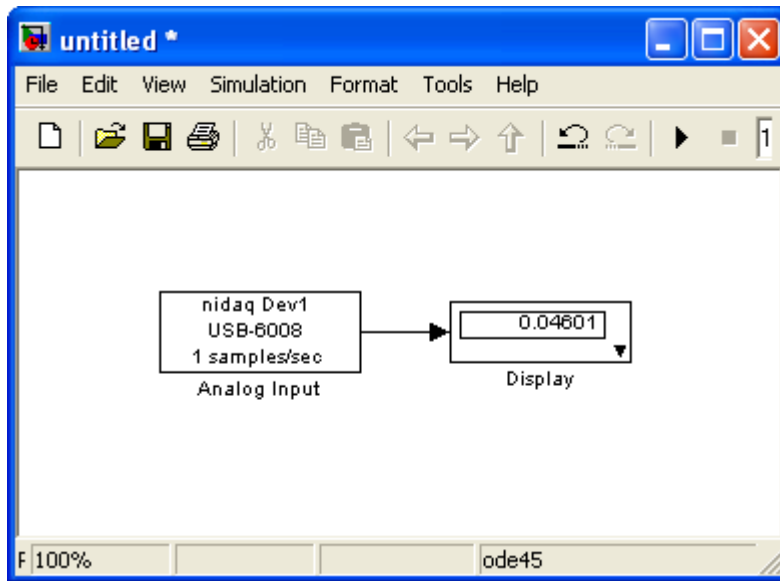 untitled *
File Edit View Simulation Format Tools Help
1
nidaq Dev1
USB-6008
1 samples/sec
Analog Input
0.04601
Display
F 100% ode45